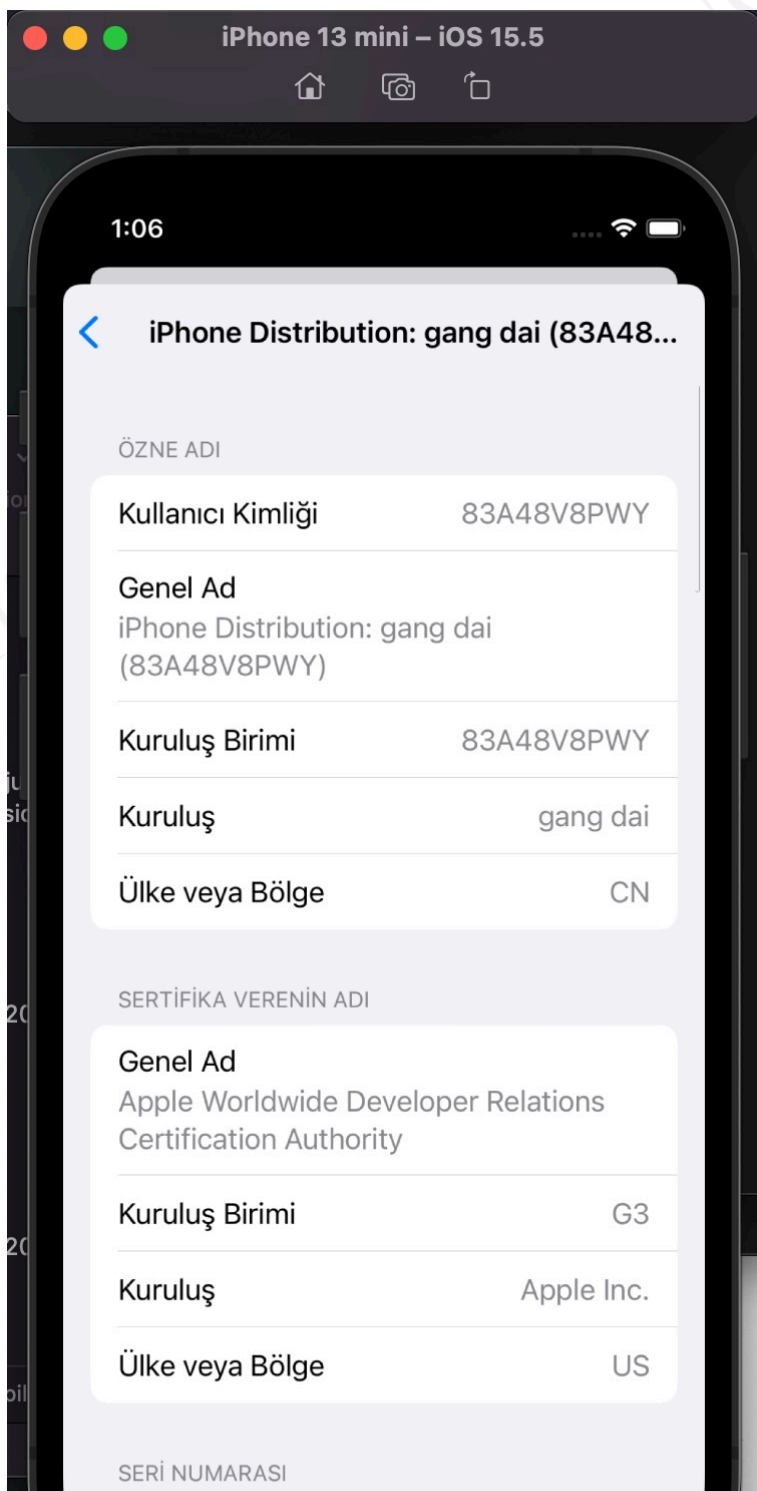 iPhone 13 mini – iOS 15.5
1:06
iPhone Distribution: gang dai (83A48...
ÖZNE ADI
Kullanıcı Kimliği 83A48V8PWY
Genel Ad
iPhone Distribution: gang dai
(83A48V8PWY)
Kuruluş Birimi 83A48V8PWY
Kuruluş gang dai
Ülke veya Bölge CN
SERTİFİKA VERENİN ADI
Genel Ad
Apple Worldwide Developer Relations
Certification Authority
Kuruluş Birimi G3
Kuruluş Apple Inc.
Ülke veya Bölge US
SERİ NUMARASI